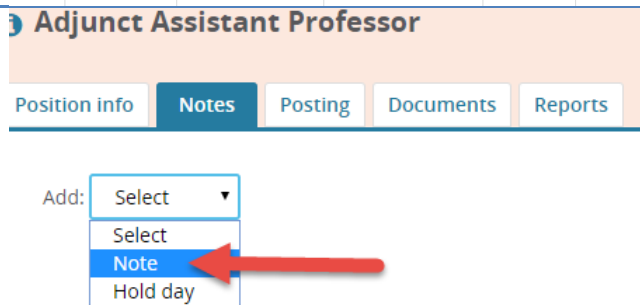 Adjunct Assistant Professor
Position info Notes Posting Documents Reports
Add: Select
Select
Note
Hold day